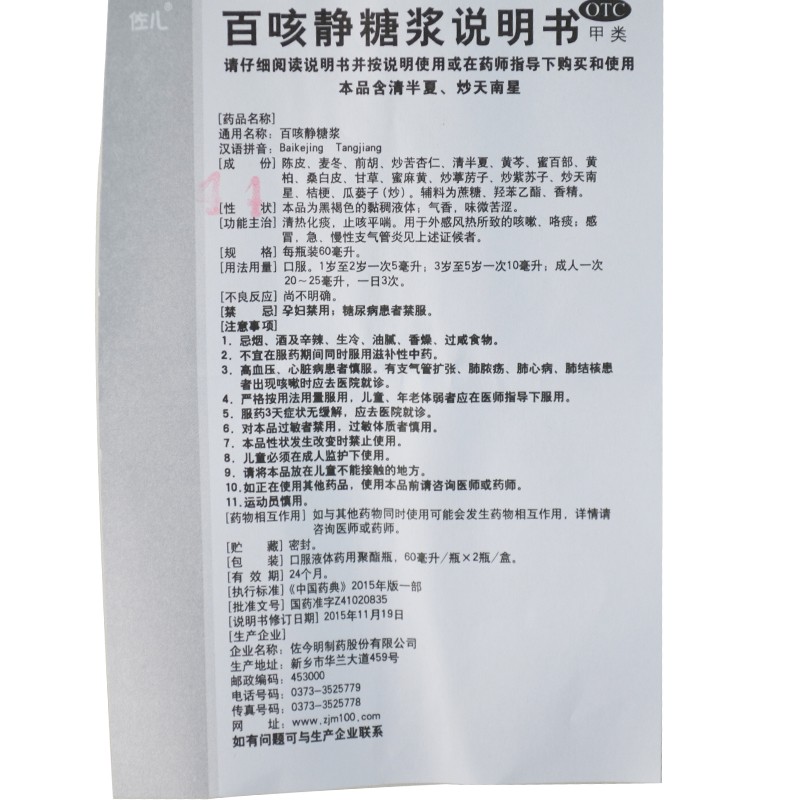 佐儿®
百咳静糖浆说明书
OTC
甲类
请仔细阅读说明书并按说明使用或在药师指导下购买和使用
本品含清半夏、炒天南星
[药品名称]
通用名称：百咳静糖浆
汉语拼音：Baikejing Tangjiang
[成 份] 陈皮、麦冬、前胡、炒苦杏仁、清半夏、黄芩、蜜百部、黄
柏、桑白皮、甘草、蜜麻黄、炒葶苈子、炒紫苏子、炒天南
星、桔梗、瓜蒌子(炒)。辅料为蔗糖、羟苯乙酯、香精。
11
[性 状] 本品为黑褐色的黏稠液体；气香，味微苦涩。
[功能主治] 清热化痰，止咳平喘。用于外感风热所致的咳嗽、咯痰；感
冒，急、慢性支气管炎见上述证候者。
[规 格] 每瓶装60毫升。
[用法用量] 口服。1岁至2岁一次5毫升；3岁至5岁一次10毫升；成人一次
20～25毫升，一日3次。
[不良反应] 尚不明确。
[禁 忌] 孕妇禁用；糖尿病患者禁服。
[注意事项]
1．忌烟、酒及辛辣、生冷、油腻、香燥、过咸食物。
2．不宜在服药期间同时服用滋补性中药。
3．高血压、心脏病患者慎服。有支气管扩张、肺脓疡、肺心病、肺结核患
者出现咳嗽时应去医院就诊。
4．严格按用法用量服用，儿童、年老体弱者应在医师指导下服用。
5．服药3天症状无缓解，应去医院就诊。
6．对本品过敏者禁用，过敏体质者慎用。
7．本品性状发生改变时禁止使用。
8．儿童必须在成人监护下使用。
9．请将本品放在儿童不能接触的地方。
10．如正在使用其他药品，使用本品前请咨询医师或药师。
11．运动员慎用。
[药物相互作用] 如与其他药物同时使用可能会发生药物相互作用，详情请
咨询医师或药师。
[贮 藏] 密封。
[包 装] 口服液体药用聚酯瓶，60毫升/瓶×2瓶/盒。
[有 效 期] 24个月。
[执行标准]《中国药典》2015年版一部
[批准文号] 国药准字Z41020835
[说明书修订日期] 2015年11月19日
[生产企业]
企业名称：佐今明制药股份有限公司
生产地址：新乡市华兰大道459号
邮政编码：453000
电话号码：0373-3525779
传真号码：0373-3525778
网 址：www.zjm100.com
如有问题可与生产企业联系